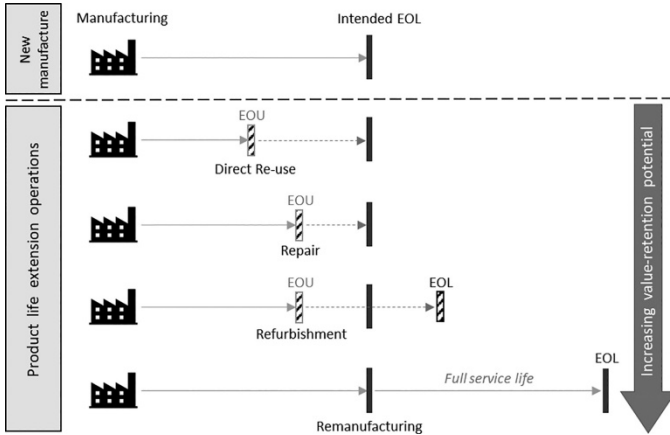 Manufacturing
Intended EOL
New
manufacture
EOU
Direct Re-use
EOU
Repair
EOU
EOL
Refurbishment
EOL
Full service life
Remanufacturing
Product life extension operations
Increasing value-retention potential